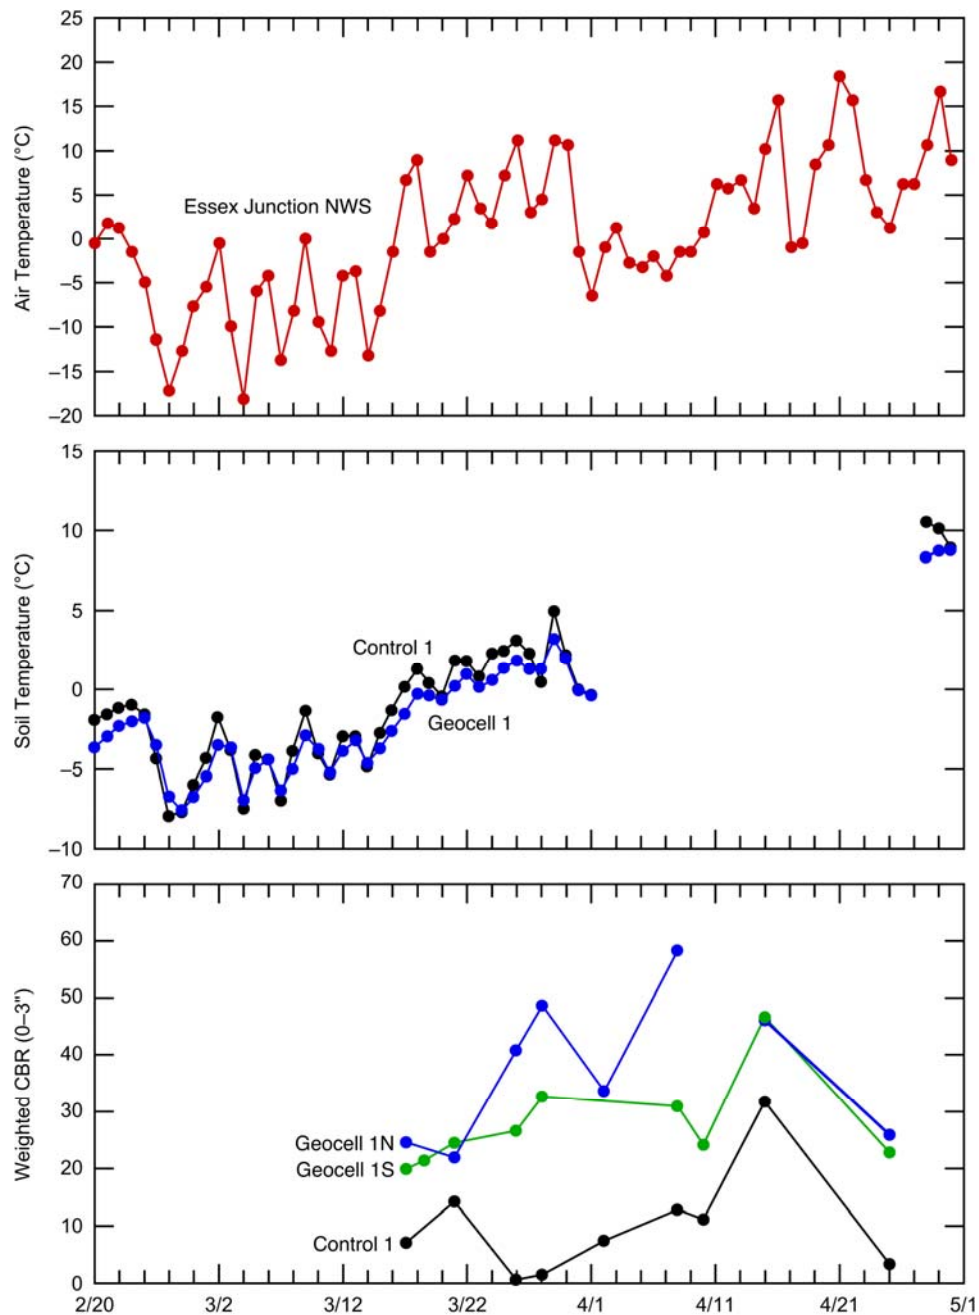 25
20
15
10
5
0
–5
–10
–15
–20
Air Temperature (°C)
Essex Junction NWS
15
10
5
0
–5
–10
Soil Temperature (°C)
Control 1
Geocell 1
70
60
50
40
30
20
10
0
Weighted CBR (0–3")
Geocell 1N
Geocell 1S
Control 1
2/20 3/2 3/12 3/22 4/1 4/11 4/21 5/1